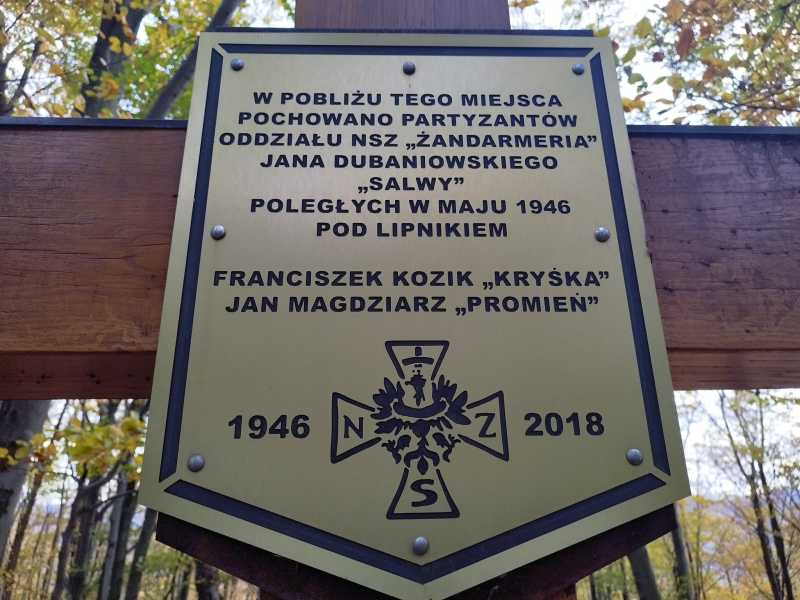 W POBLIŻU TEGO MIEJSCA
POCHOWANO PARTYZANTÓW
ODDZIAŁU NSZ „ŻANDARMERIA”
JANA DUBANIOWSKIEGO
„SALWY”
POLEGŁYCH W MAJU 1946
POD LIPNIKIEM
FRANCISZEK KOZIK „KRYŚKA”
JAN MAGDZIARZ „PROMIEŃ”
1946 N Z 2018
S